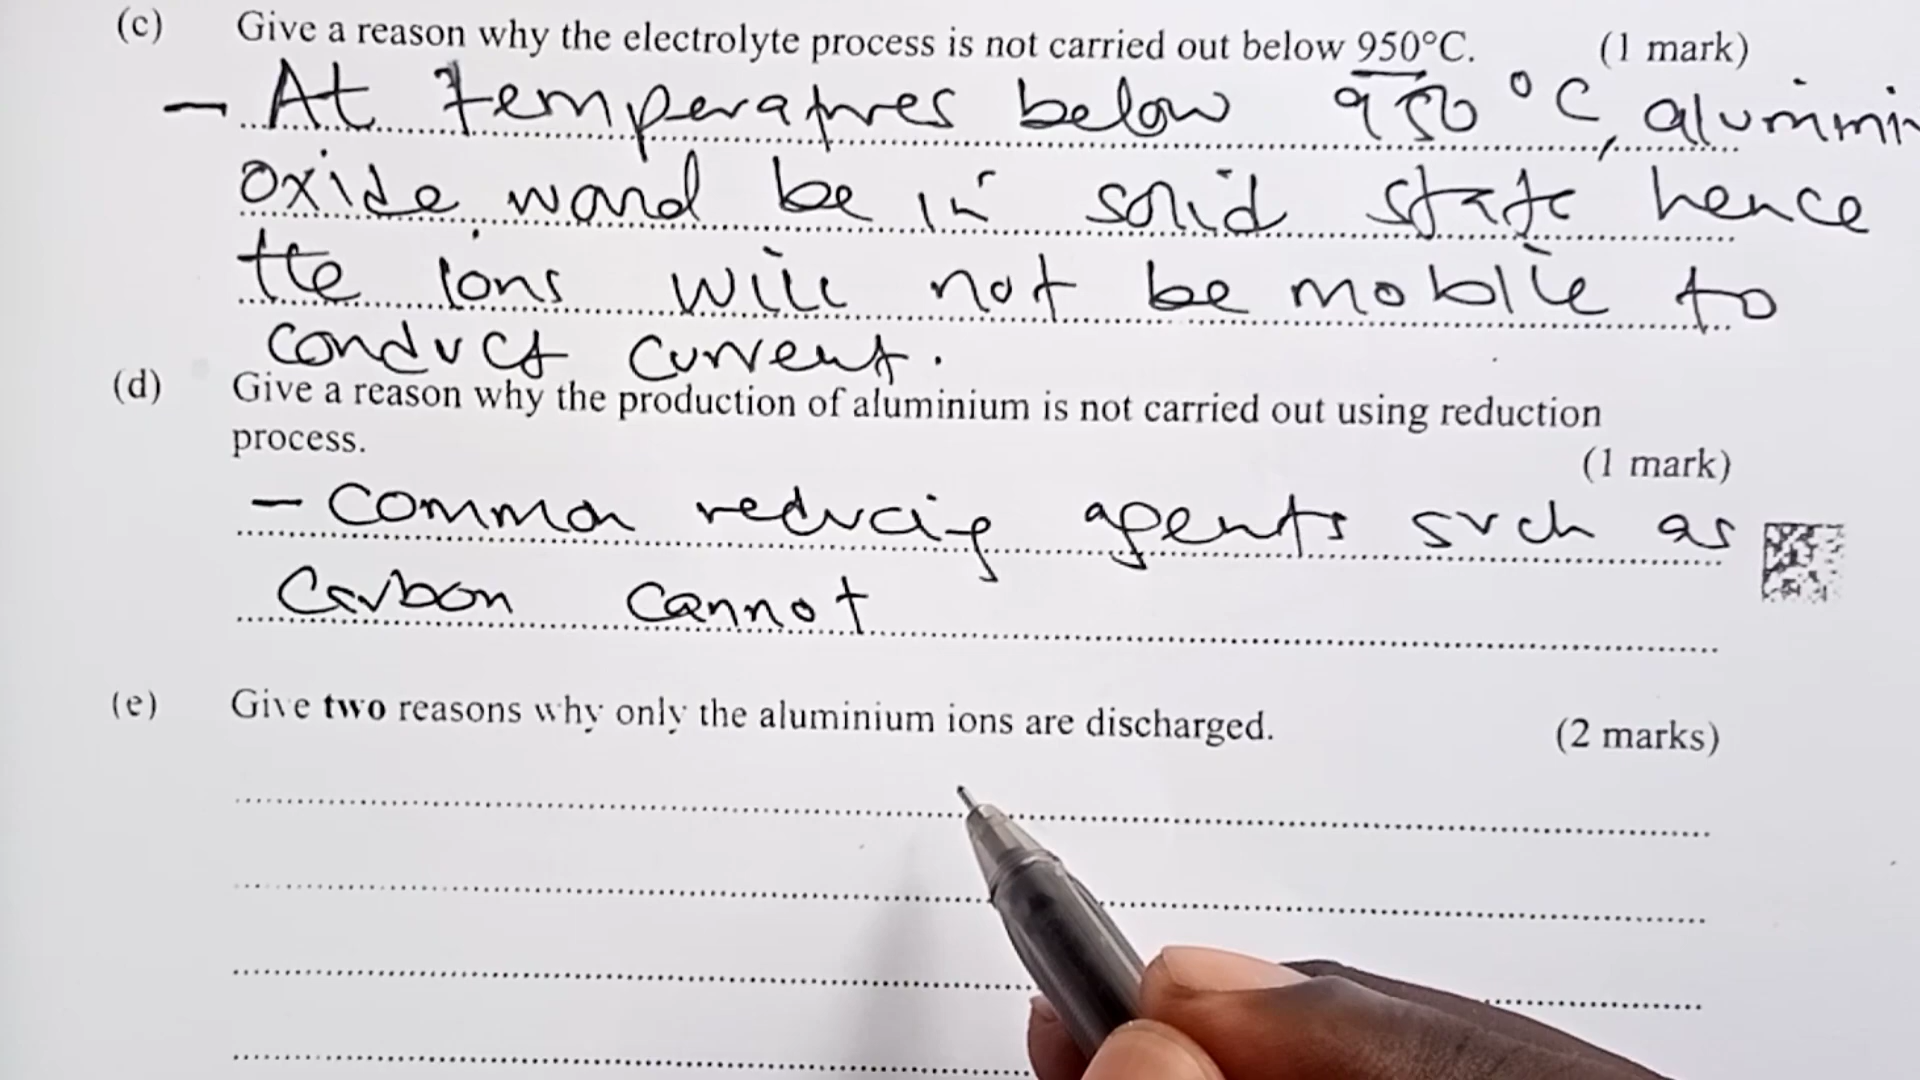 (c) Give a reason why the electrolyte process is not carried out below 950°C. (1 mark)
- At temperatures below 950°C, alumini
oxide would be in solid state hence
the ions will not be moblie to
conduct current.
(d) Give a reason why the production of aluminium is not carried out using reduction
process. (1 mark)
- Common reducing agents such as
Carbon cannot
(e) Give two reasons why only the aluminium ions are discharged. (2 marks)